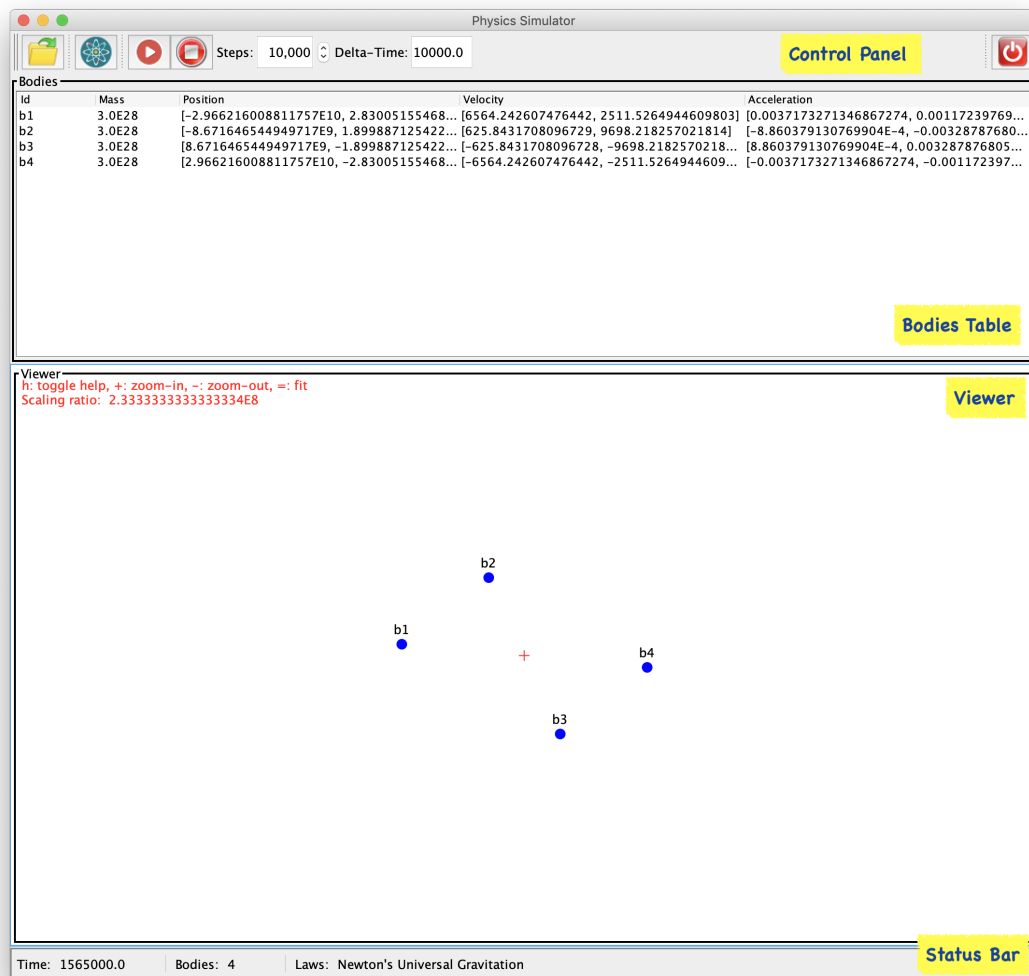 Physics Simulator
Steps: 10,000 Delta-Time: 10000.0 Control Panel
Bodies
Id Mass Position Velocity Acceleration
b1 3.0E28 [-2.966216008811757E10, 2.83005155468... [6564.242607476442, 2511.5264944609803] [0.0037173271346867274, 0.00117239769...
b2 3.0E28 [-8.671646544949717E9, 1.899887125422... [625.8431708096729, 9698.218257021814] [-8.860379130769904E-4, -0.00328787680...
b3 3.0E28 [8.671646544949717E9, -1.899887125422... [-625.8431708096728, -9698.2182570218... [8.860379130769904E-4, 0.003287876805...
b4 3.0E28 [2.966216008811757E10, -2.83005155468... [-6564.242607476442, -2511.5264944609... [-0.0037173271346867274, -0.001172397...
Bodies Table
Viewer
h: toggle help, +: zoom-in, -: zoom-out, =: fit
Scaling ratio: 2.3333333333333334E8
Viewer
b2
b1
b4
b3
Status Bar
Time: 1565000.0 Bodies: 4 Laws: Newton's Universal Gravitation